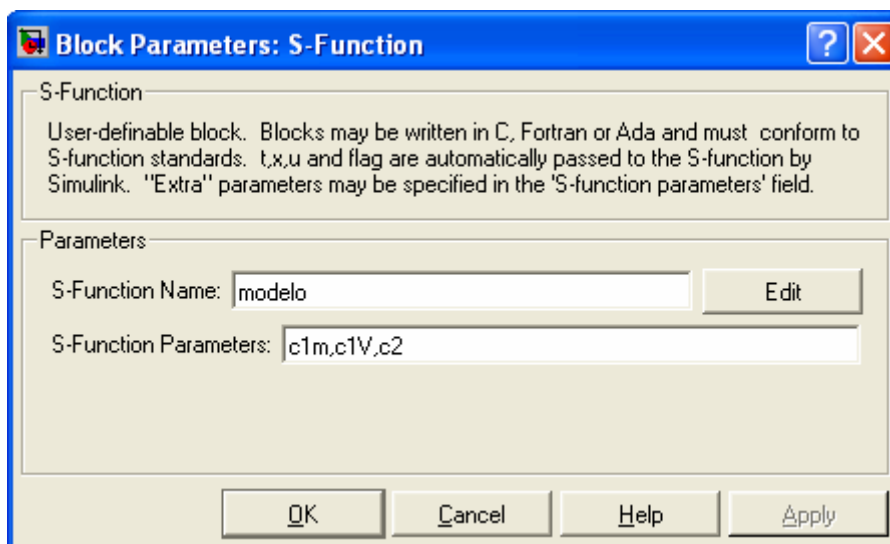 Block Parameters: S-Function
S-Function
User-definable block.  Blocks may be written in C, Fortran or Ada and must  conform to
S-function standards.  t,x,u and flag are automatically passed to the S-function by
Simulink.  "Extra" parameters may be specified in the 'S-function parameters' field.
Parameters
S-Function Name: modelo Edit
S-Function Parameters: c1m,c1V,c2
OK Cancel Help Apply